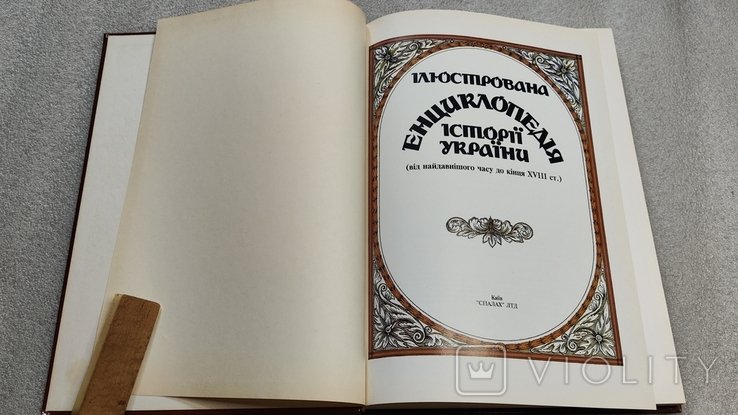 ІЛЮСТРОВАНА
ЕНЦИКЛОПЕДІЯ
ІСТОРІЇ
УКРАЇНИ
(від найдавнішого часу до кінця XVIII ст.)
Київ
"СПАЛАХ" ЛТД
VIOLITY